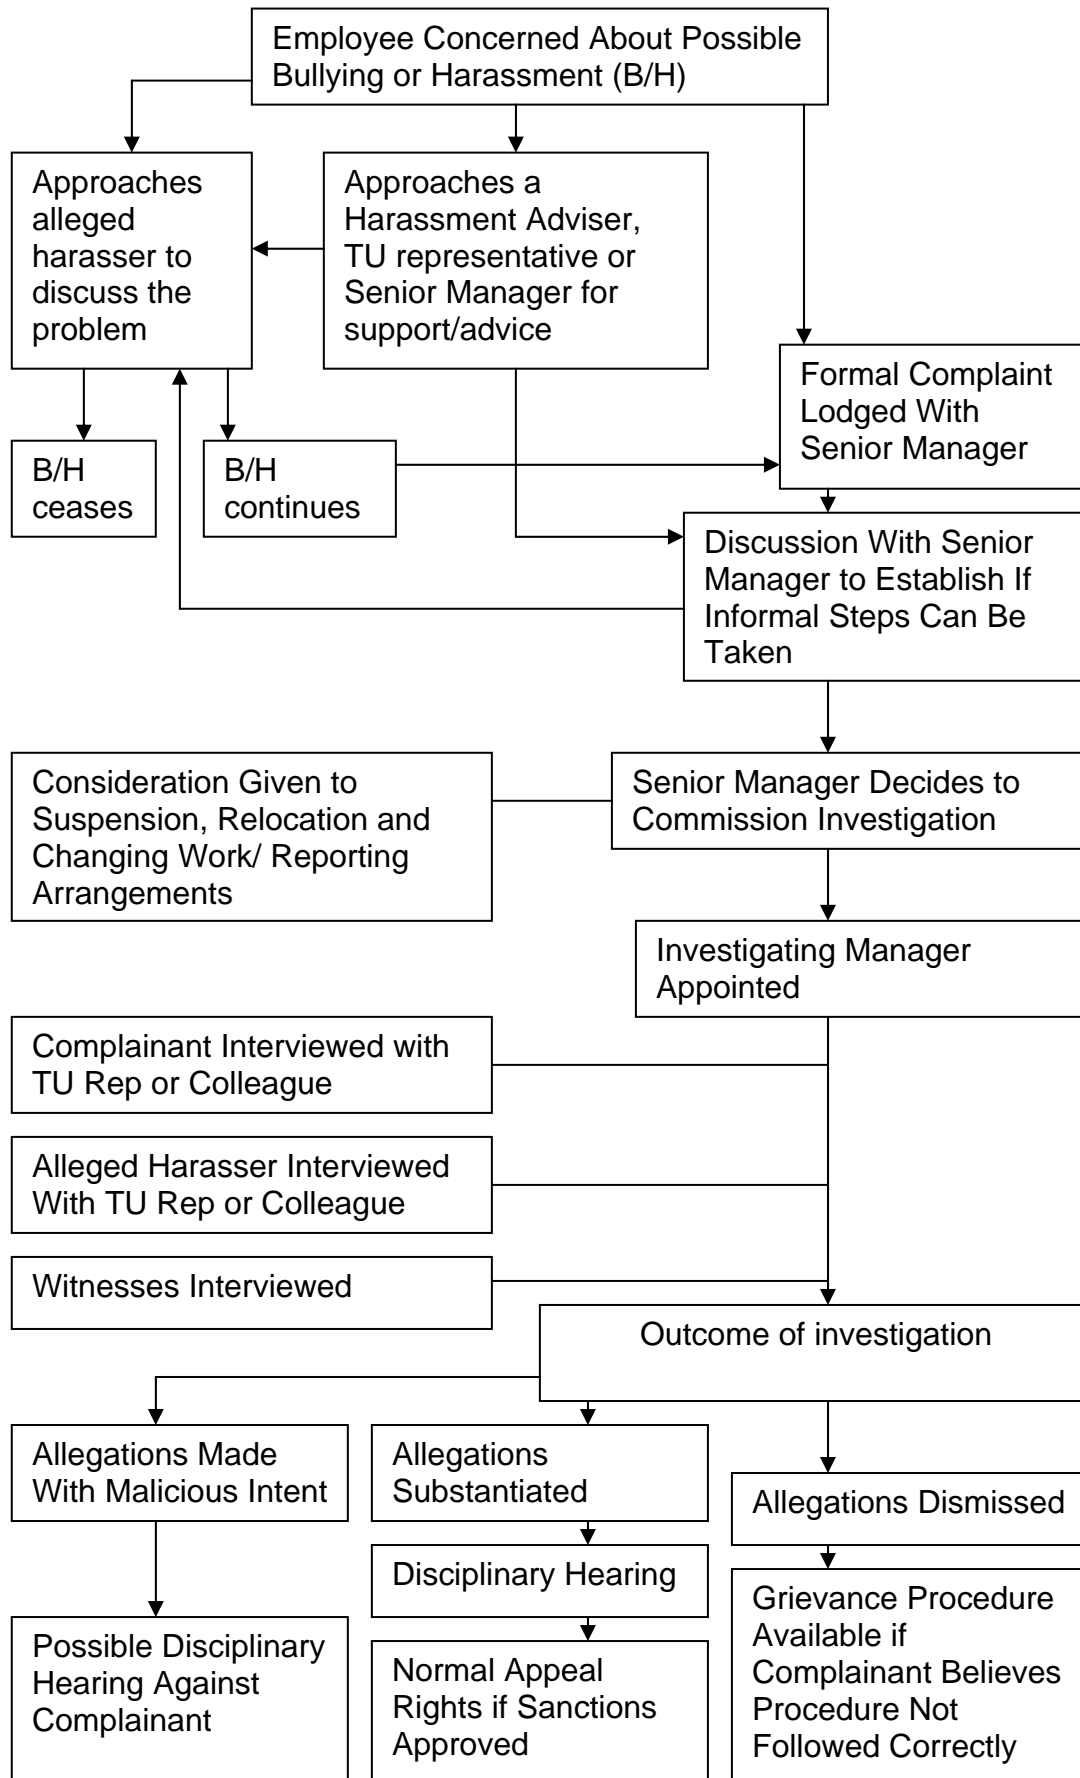 Employee Concerned About Possible
Bullying or Harassment (B/H)
Approaches
alleged
harasser to
discuss the
problem
Approaches a
Harassment Adviser,
TU representative or
Senior Manager for
support/advice
Formal Complaint
Lodged With
Senior Manager
B/H
ceases
B/H
continues
Discussion With Senior
Manager to Establish If
Informal Steps Can Be
Taken
Consideration Given to
Suspension, Relocation and
Changing Work/ Reporting
Arrangements
Senior Manager Decides to
Commission Investigation
Investigating Manager
Appointed
Complainant Interviewed with
TU Rep or Colleague
Alleged Harasser Interviewed
With TU Rep or Colleague
Witnesses Interviewed
Outcome of investigation
Allegations Made
With Malicious Intent
Allegations
Substantiated
Allegations Dismissed
Disciplinary Hearing
Possible Disciplinary
Hearing Against
Complainant
Normal Appeal
Rights if Sanctions
Approved
Grievance Procedure
Available if
Complainant Believes
Procedure Not
Followed Correctly